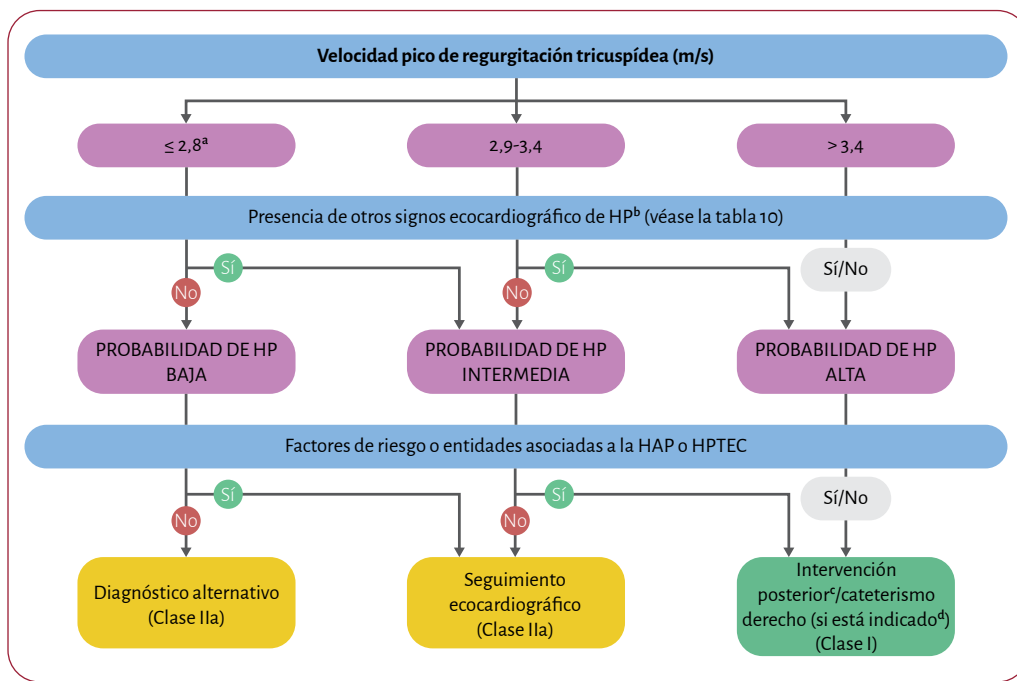 Velocidad pico de regurgitación tricuspídea (m/s)
≤ 2,8ª
2,9-3,4
> 3,4
Presencia de otros signos ecocardiográfico de HPᵇ (véase la tabla 10)
Sí
Sí
Sí/No
No
No
PROBABILIDAD DE HP
BAJA
PROBABILIDAD DE HP
INTERMEDIA
PROBABILIDAD DE HP
ALTA
Factores de riesgo o entidades asociadas a la HAP o HPTEC
Sí
Sí
Sí/No
No
No
Diagnóstico alternativo
(Clase IIa)
Seguimiento
ecocardiográfico
(Clase IIa)
Intervención
posteriorᶜ/cateterismo
derecho (si está indicadoᵈ)
(Clase I)